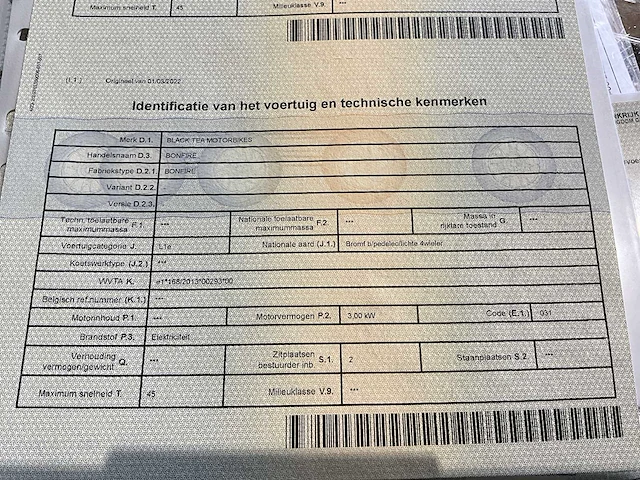 Maximum snelheid T. 45 Milieuklasse V.9. ***
(I.1.) Origineel van 01/03/2022
Identificatie van het voertuig en technische kenmerken
Merk D.1. BLACK TEA MOTORBIKES
Handelsnaam D.3. BONFIRE
Fabriekstype D.2.1. BONFIRE
Variant D.2.2. -
Versie D.2.3. -
Techn. toelaatbare maximummassa F.1. *** Nationale toelaatbare maximummassa F.2. *** Massa in rijklare toestand G. ***
Voertuigcategorie J. L1e Nationale aard (J.1.) Bromf b/pedelec/lichte 4wieler
Koetswerktype (J.2.) ***
WVTA K. e1*168/2013*00293*00
Belgisch ref.nummer (K.1.) ***
Motorinhoud P.1. *** Motorvermogen P.2. 3,00 kW Code (E.1.) 031
Brandstof P.3. Elektriciteit
Verhouding vermogen/gewicht Q. *** Zitplaatsen bestuurder inb. S.1. 2 Staanplaatsen S.2. ***
Maximum snelheid T. 45 Milieuklasse V.9. ***